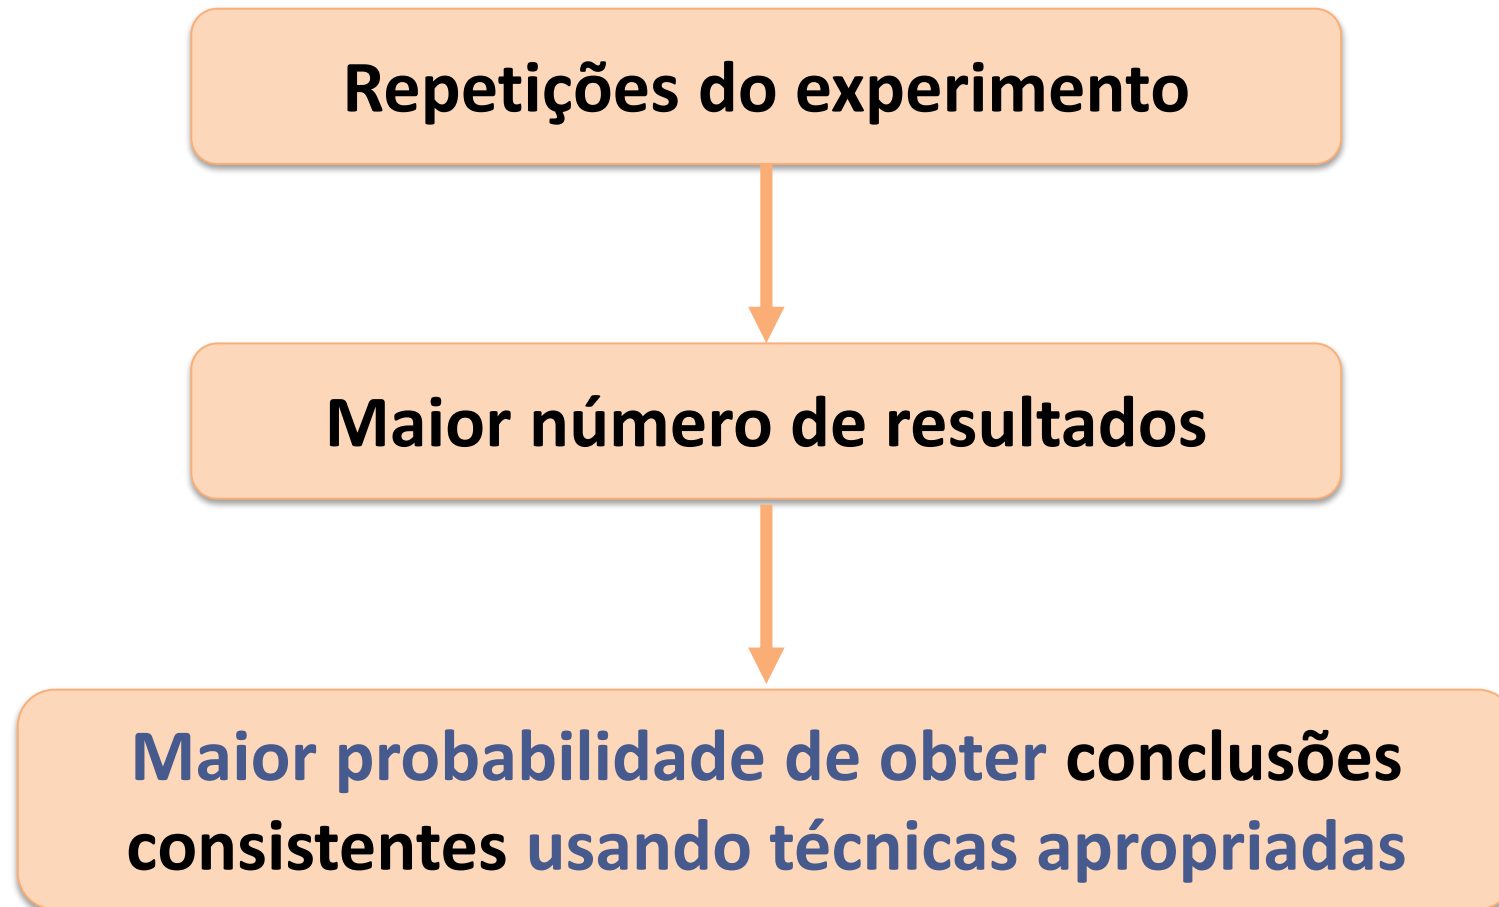 Repetições do experimento
Maior número de resultados
Maior probabilidade de obter conclusões
consistentes usando técnicas apropriadas